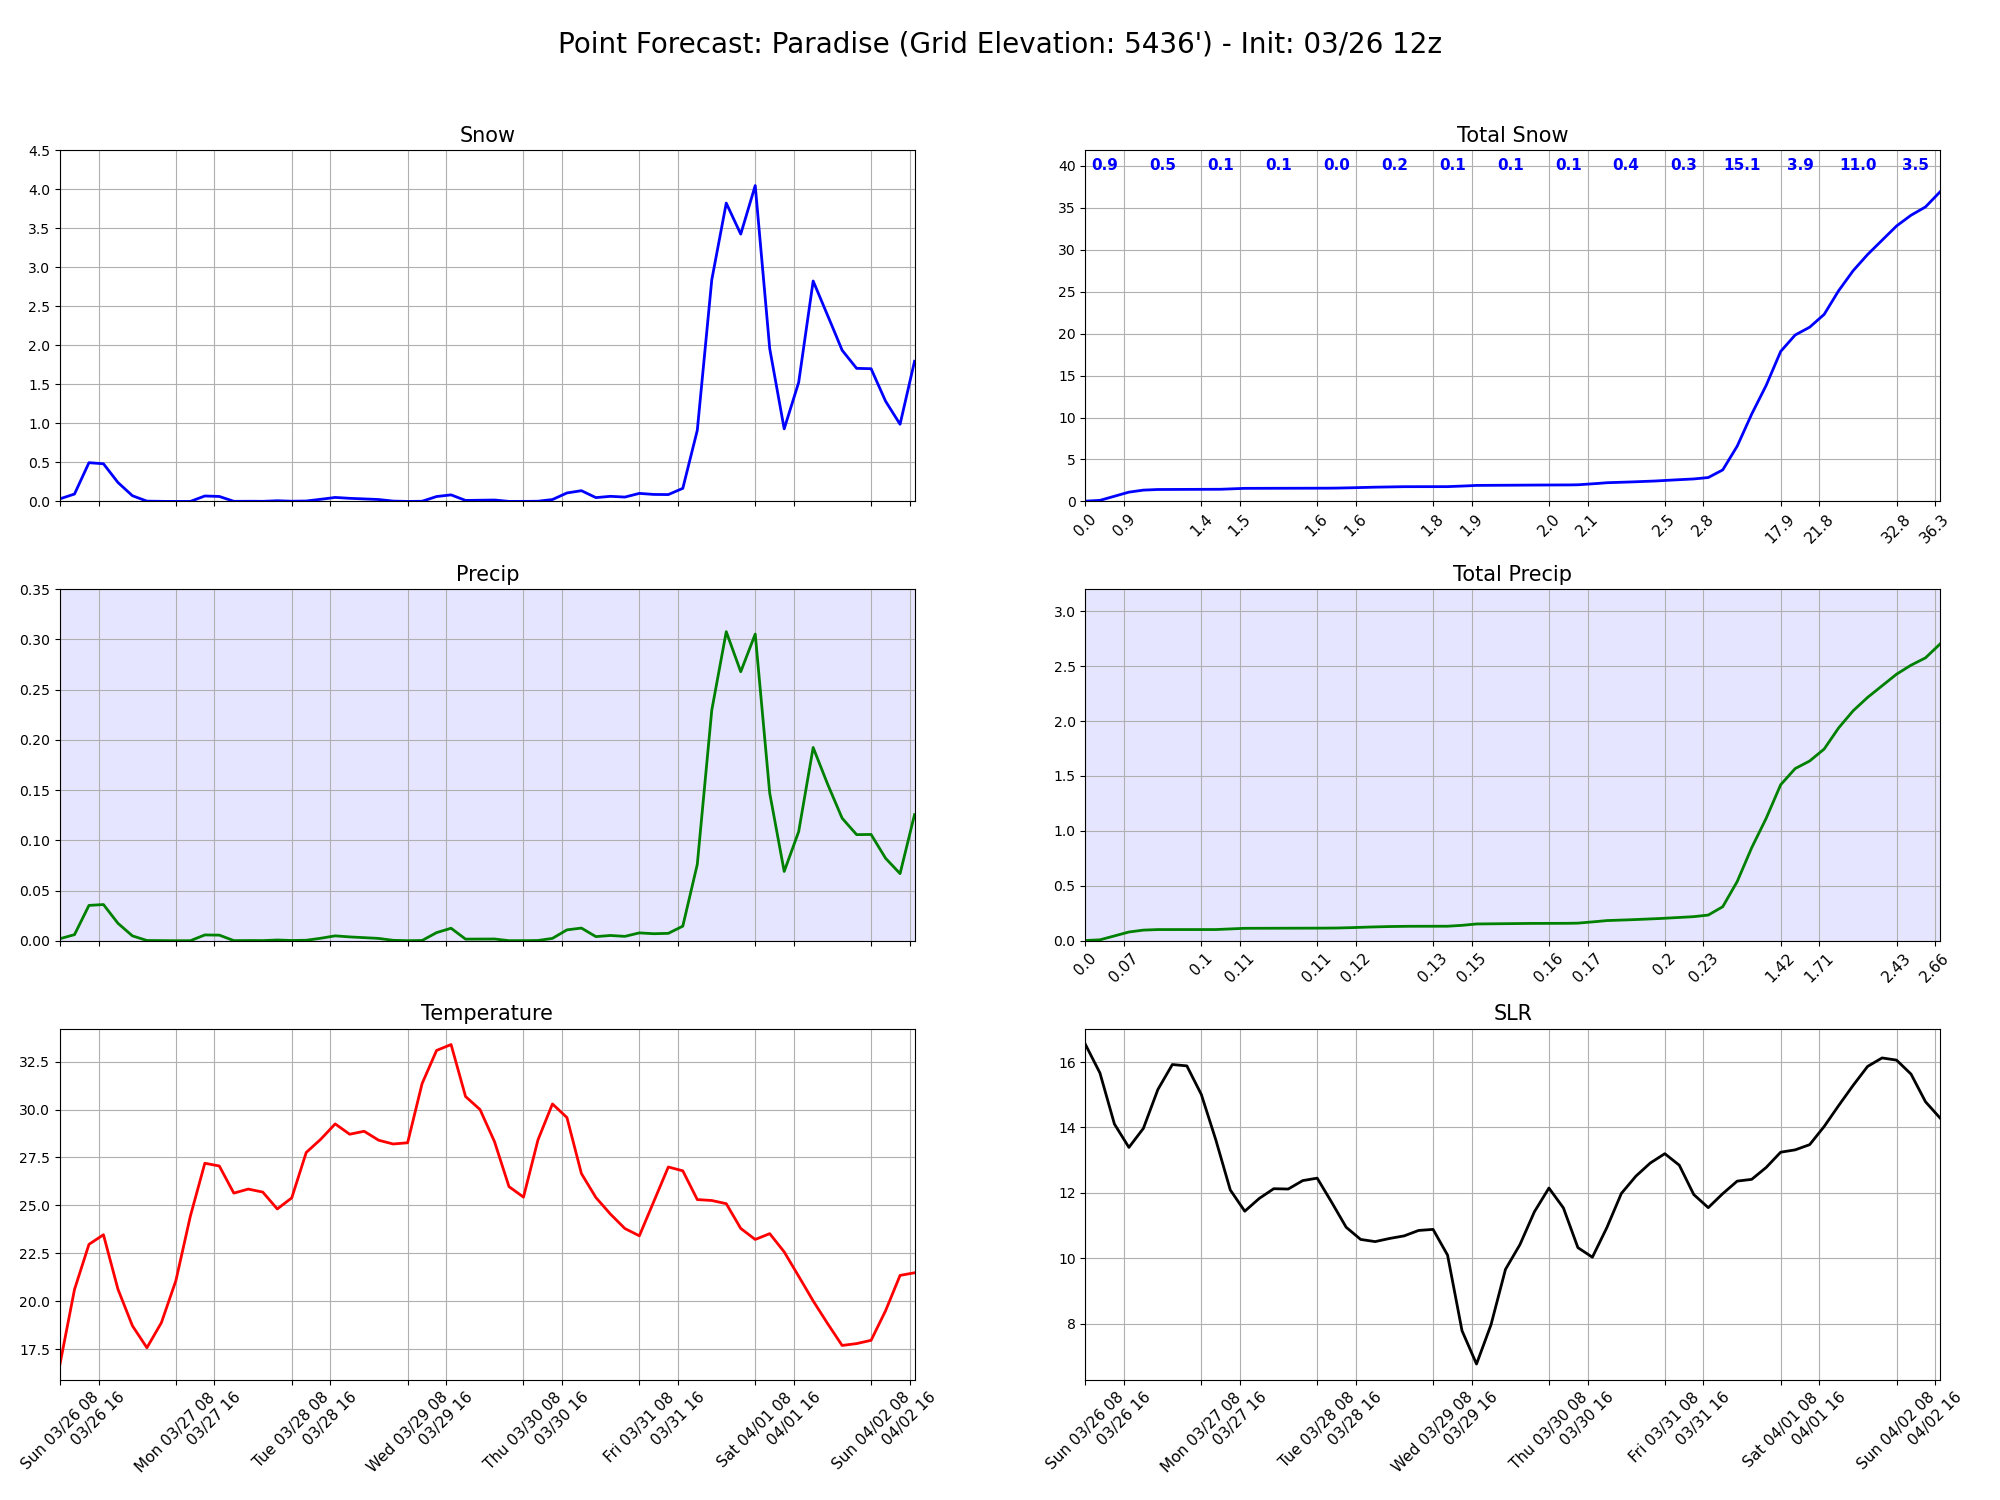 Point Forecast: Paradise (Grid Elevation: 5436') - Init: 03/26 12z
Snow
4.5
4.0
3.5
3.0
2.5
2.0
1.5
1.0
0.5
0.0
Total Snow
0.9 0.5 0.1 0.1 0.0 0.2 0.1 0.1 0.1 0.4 0.3 15.1 3.9 11.0 3.5
40
35
30
25
20
15
10
5
0
0.0 0.9 1.4 1.5 1.6 1.6 1.8 1.9 2.0 2.1 2.5 2.8 17.9 21.8 32.8 36.3
Precip
0.35
0.30
0.25
0.20
0.15
0.10
0.05
0.00
Total Precip
3.0
2.5
2.0
1.5
1.0
0.5
0.0
0.0 0.07 0.1 0.11 0.11 0.12 0.13 0.15 0.16 0.17 0.2 0.23 1.42 1.71 2.43 2.66
Temperature
32.5
30.0
27.5
25.0
22.5
20.0
17.5
Sun 03/26 08
03/26 16
Mon 03/27 08
03/27 16
Tue 03/28 08
03/28 16
Wed 03/29 08
03/29 16
Thu 03/30 08
03/30 16
Fri 03/31 08
03/31 16
Sat 04/01 08
04/01 16
Sun 04/02 08
04/02 16
SLR
16
14
12
10
8
Sun 03/26 08
03/26 16
Mon 03/27 08
03/27 16
Tue 03/28 08
03/28 16
Wed 03/29 08
03/29 16
Thu 03/30 08
03/30 16
Fri 03/31 08
03/31 16
Sat 04/01 08
04/01 16
Sun 04/02 08
04/02 16